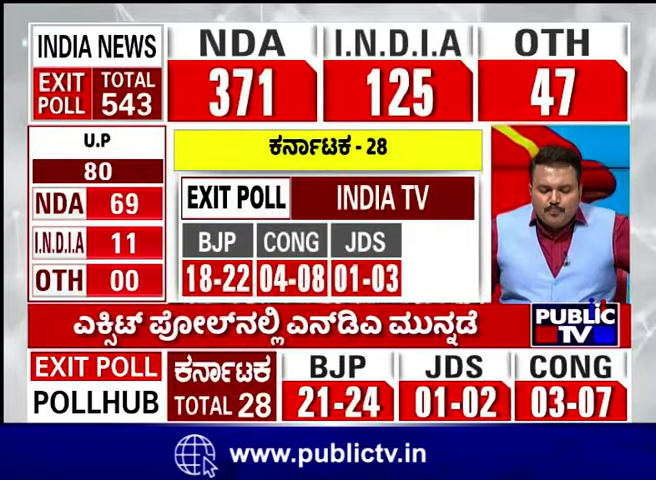 INDIA NEWS
EXIT POLL TOTAL 543
NDA I.N.D.I.A OTH
371 125 47
U.P
80
NDA 69
I.N.D.I.A 11
OTH 00
ಕರ್ನಾಟಕ - 28
EXIT POLL INDIA TV
BJP CONG JDS
18-22 04-08 01-03
ಎಕ್ಸಿಟ್ ಪೋಲ್‌ನಲ್ಲಿ ಎನ್‌ಡಿಎ ಮುನ್ನಡೆ
PUBLiC
TV
EXIT POLL
POLLHUB
ಕರ್ನಾಟಕ
TOTAL 28
BJP JDS CONG
21-24 01-02 03-07
www.publictv.in